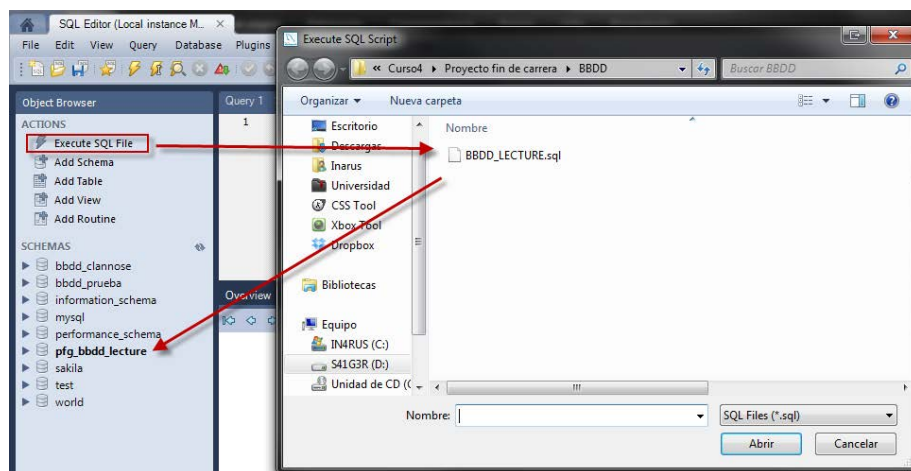 SQL Editor (Local instance M...
File Edit View Query Database Plugins
Object Browser
ACTIONS
Execute SQL File
Add Schema
Add Table
Add View
Add Routine
SCHEMAS
bbdd_clannose
bbdd_prueba
information_schema
mysql
performance_schema
pfg_bbdd_lecture
sakila
test
world
Query 1
1
Overview
Execute SQL Script
« Curso4 Proyecto fin de carrera BBDD
Buscar BBDD
Organizar Nueva carpeta
Escritorio
Descargas
Inarus
Universidad
CSS Tool
Xbox Tool
Dropbox
Bibliotecas
Equipo
IN4RUS (C:)
S41G3R (D:)
Unidad de CD (
Nombre
BBDD_LECTURE.sql
Nombre:
SQL Files (*.sql)
Abrir Cancelar